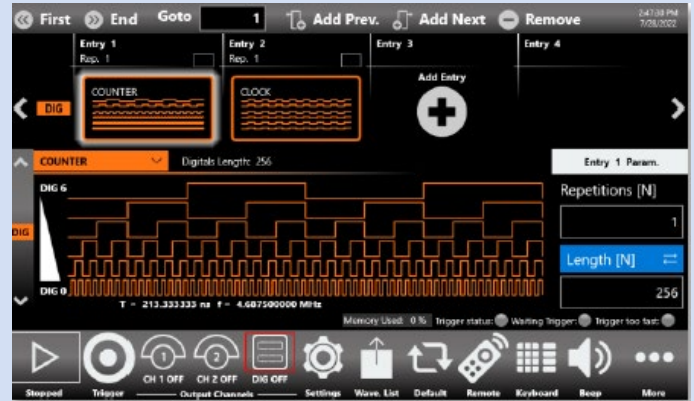 First End Goto 1 Add Prev. Add Next Remove 2:47:30 PM
7/28/2022
Entry 1 Entry 2 Entry 3 Entry 4
Rep. 1 Rep. 1
COUNTER CLOCK Add Entry
DIG
COUNTER Digitals Length: 256 Entry 1 Param.
DIG 6 Repetitions [N]
1
DIG
Length [N]
DIG 0 256
T = 213.333333 ns f = 4.687500000 MHz
Memory Used: 0 % Trigger status: Waiting Trigger: Trigger too fast:
1 2
CH 1 OFF CH 2 OFF DIG OFF
Stopped Trigger Output Channels Settings Wave. List Default Remote Keyboard Beep More